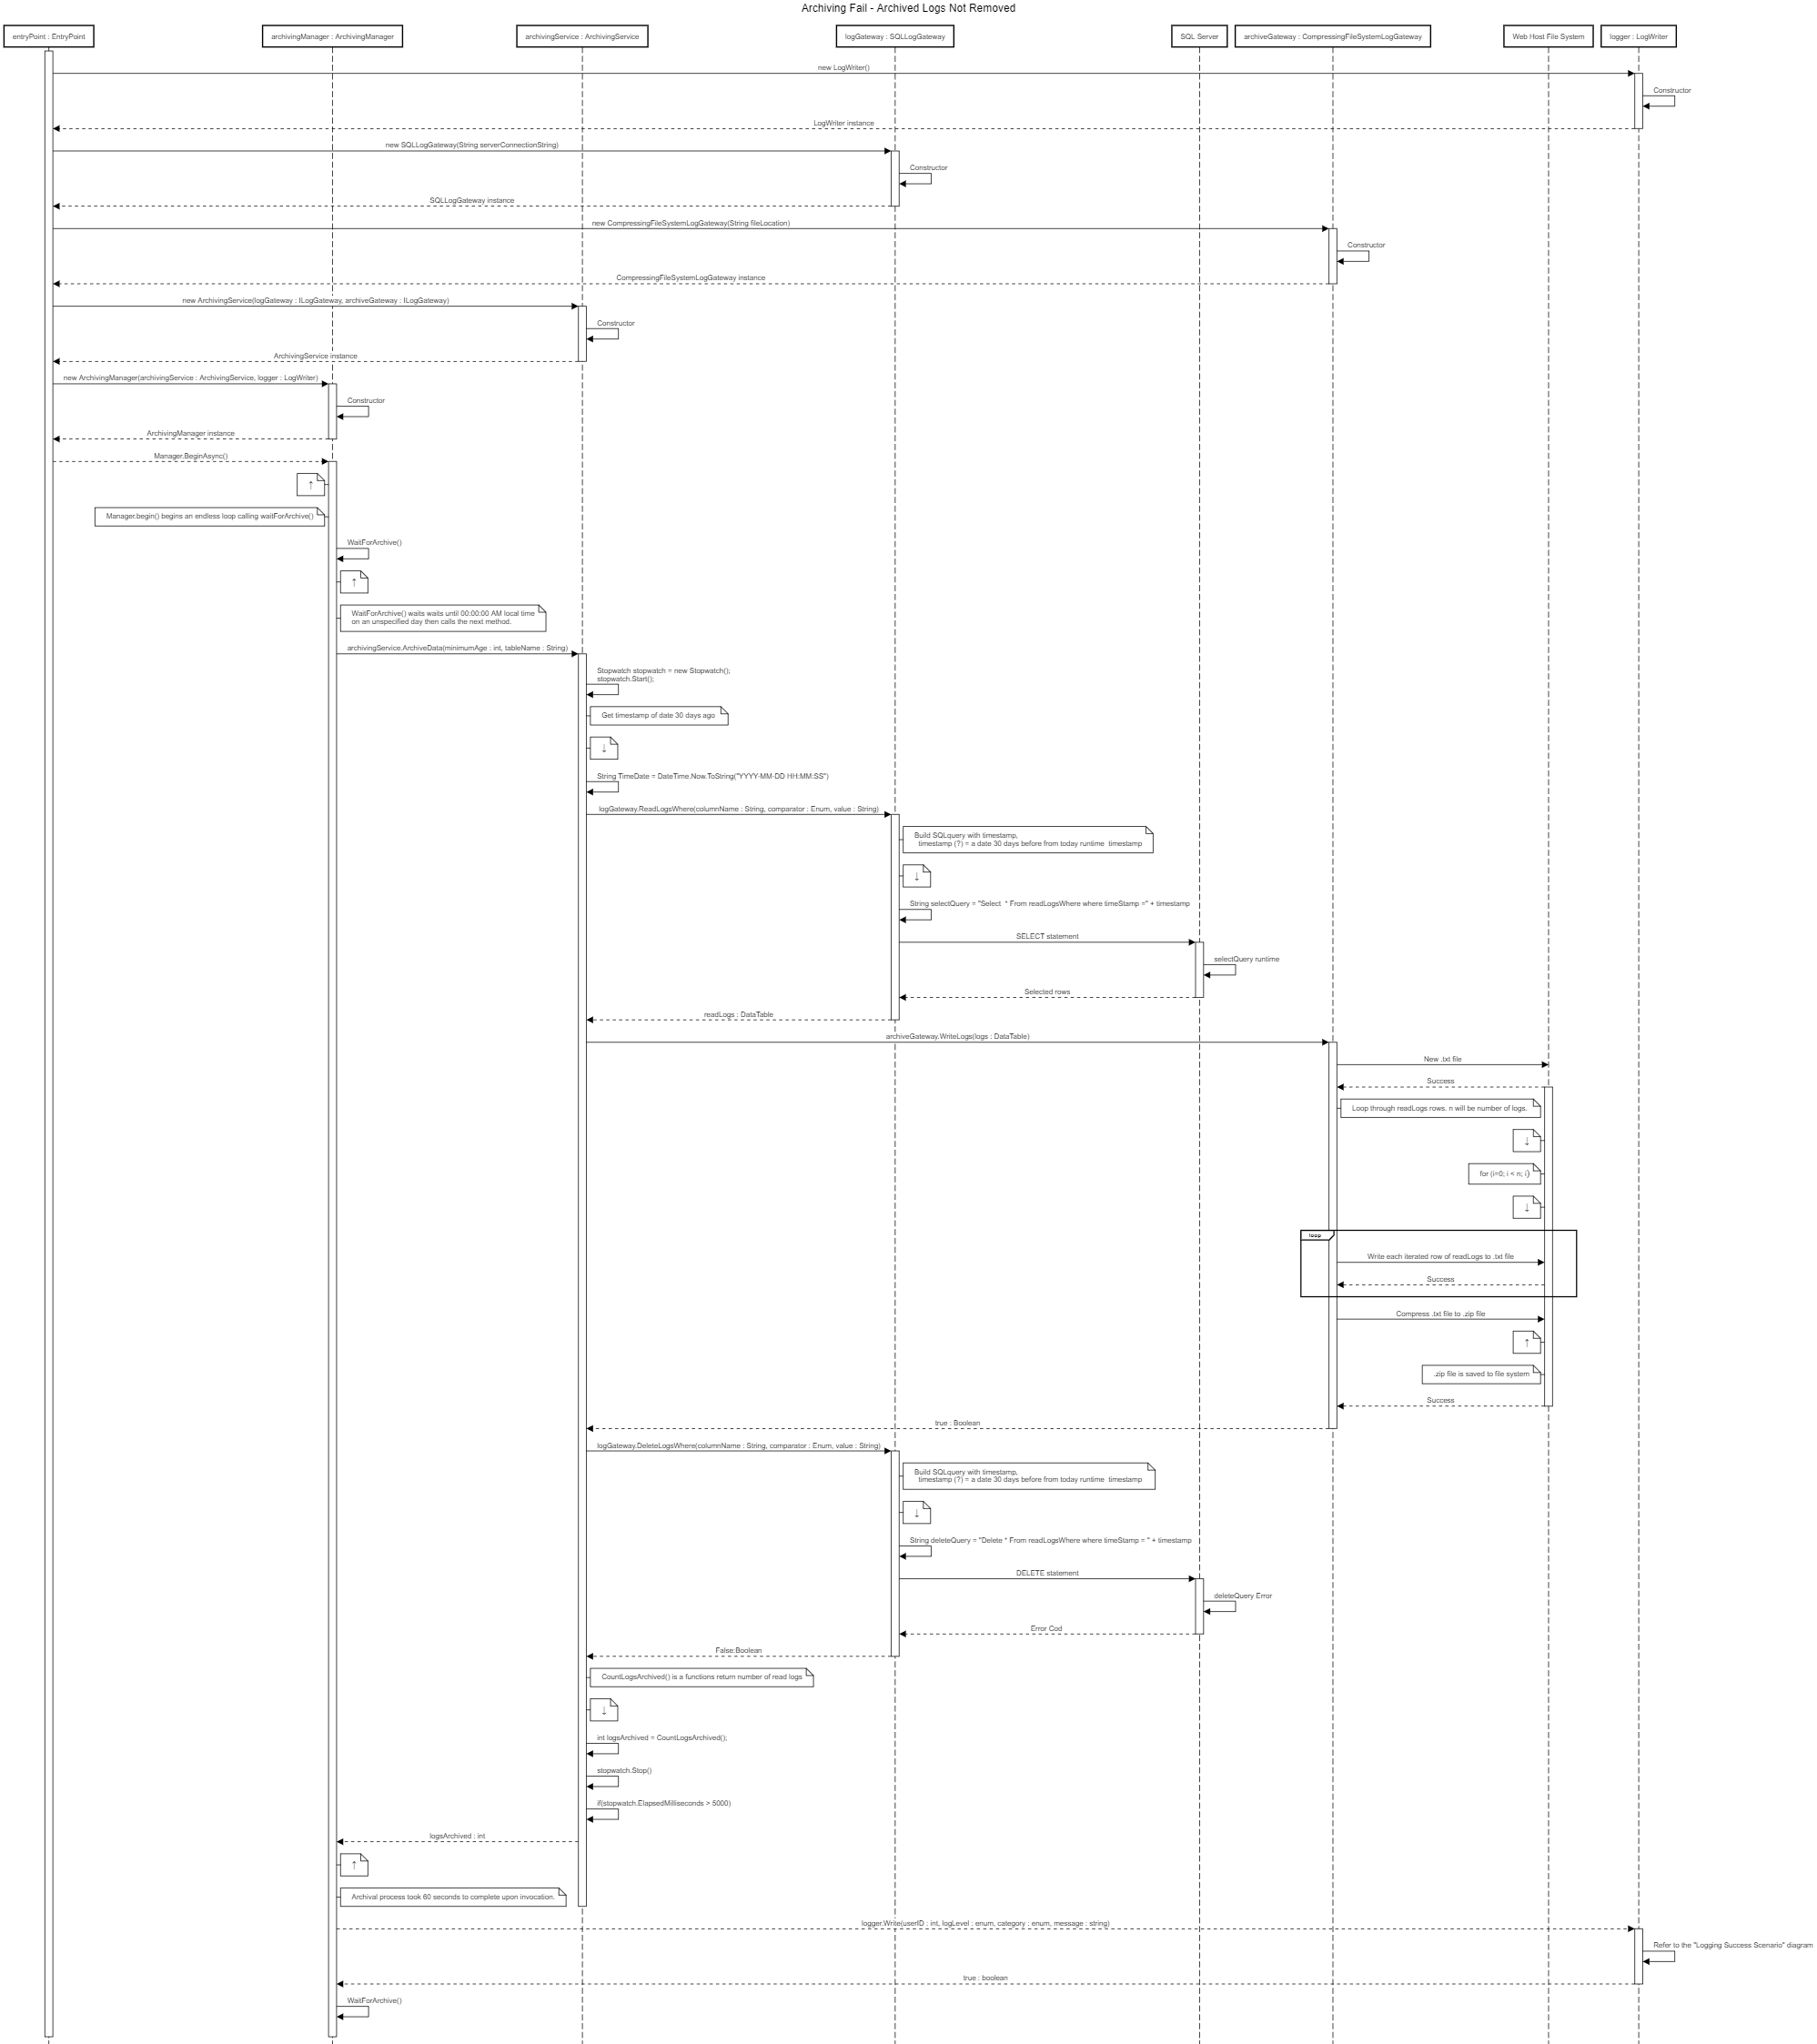 Archiving Fail - Archived Logs Not Removed
entryPoint : EntryPoint
archivingManager : ArchivingManager
archivingService : ArchivingService
logGateway : SQLLogGateway
SQL Server
archiveGateway : CompressingFileSystemLogGateway
Web Host File System
logger : LogWriter
new LogWriter()
Constructor
LogWriter instance
new SQLLogGateway(String serverConnectionString)
Constructor
SQLLogGateway instance
new CompressingFileSystemLogGateway(String fileLocation)
Constructor
CompressingFileSystemLogGateway instance
new ArchivingService(logGateway : ILogGateway, archiveGateway : ILogGateway)
Constructor
ArchivingService instance
new ArchivingManager(archivingService : ArchivingService, logger : LogWriter)
Constructor
ArchivingManager instance
Manager.BeginAsync()
↑
Manager.begin() begins an endless loop calling waitForArchive()
WaitForArchive()
↑
WaitForArchive() waits waits until 00:00:00 AM local time
on an unspecified day then calls the next method.
archivingService.ArchiveData(minimumAge : int, tableName : String)
Stopwatch stopwatch = new Stopwatch();
stopwatch.Start();
Get timestamp of date 30 days ago
↓
String TimeDate = DateTime.Now.ToString("YYYY-MM-DD HH:MM:SS")
logGateway.ReadLogsWhere(columnName : String, comparator : Enum, value : String)
Build SQLquery with timestamp,
timestamp (?) = a date 30 days before from today runtime timestamp
↓
String selectQuery = "Select * From readLogsWhere where timeStamp =" + timestamp
SELECT statement
selectQuery runtime
Selected rows
readLogs : DataTable
archiveGateway.WriteLogs(logs : DataTable)
New .txt file
Success
Loop through readLogs rows. n will be number of logs.
↓
for (i=0; i < n; i)
↓
loop
Write each iterated row of readLogs to .txt file
Success
Compress .txt file to .zip file
↑
.zip file is saved to file system
Success
true : Boolean
logGateway.DeleteLogsWhere(columnName : String, comparator : Enum, value : String)
Build SQLquery with timestamp,
timestamp (?) = a date 30 days before from today runtime timestamp
↓
String deleteQuery = "Delete * From readLogsWhere where timeStamp = " + timestamp
DELETE statement
deleteQuery Error
Error Cod
False:Boolean
CountLogsArchived() is a functions return number of read logs
↓
int logsArchived = CountLogsArchived();
stopwatch.Stop()
if(stopwatch.ElapsedMilliseconds > 5000)
logsArchived : int
↑
Archival process took 60 seconds to complete upon invocation.
logger.Write(userID : int, logLevel : enum, category : enum, message : string)
Refer to the "Logging Success Scenario" diagram
true : boolean
WaitForArchive()